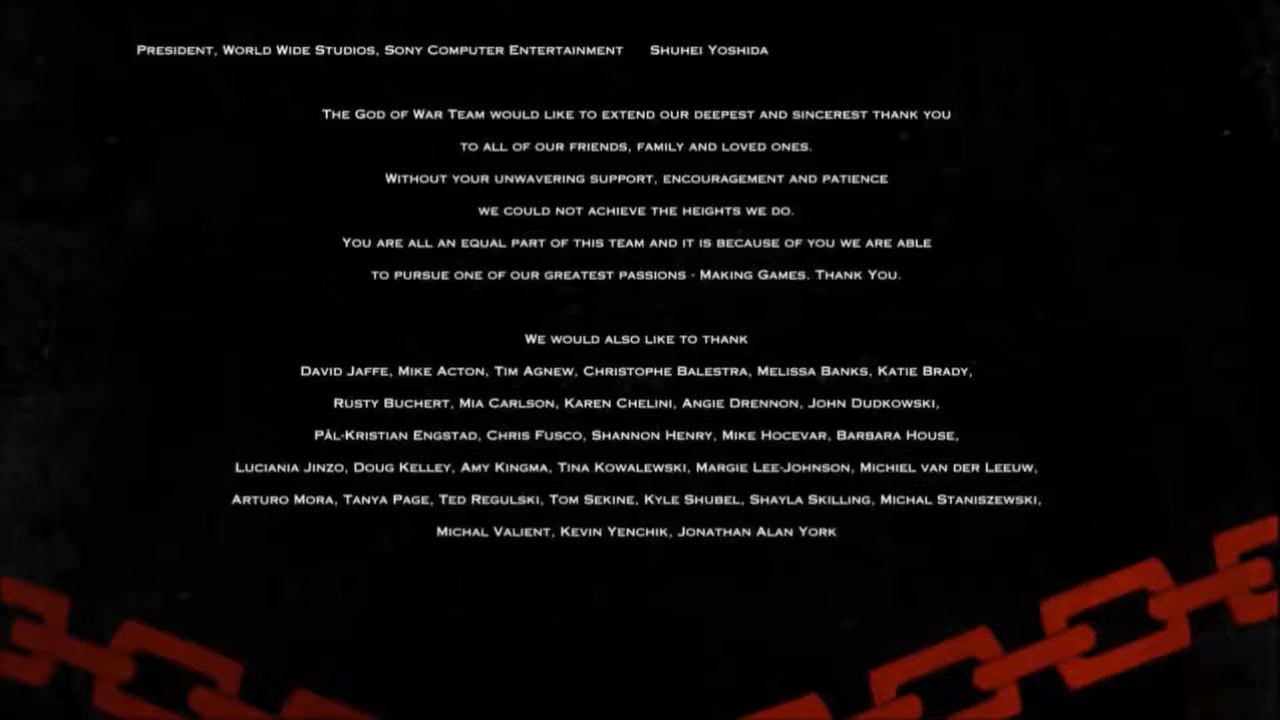 President, World Wide Studios, Sony Computer Entertainment Shuhei Yoshida
The God of War Team would like to extend our deepest and sincerest thank you
to all of our friends, family and loved ones.
Without your unwavering support, encouragement and patience
we could not achieve the heights we do.
You are all an equal part of this team and it is because of you we are able
to pursue one of our greatest passions - Making Games. Thank You.
We would also like to thank
David Jaffe, Mike Acton, Tim Agnew, Christophe Balestra, Melissa Banks, Katie Brady,
Rusty Buchert, Mia Carlson, Karen Chelini, Angie Drennon, John Dudkowski,
Pål-Kristian Engstad, Chris Fusco, Shannon Henry, Mike Hocevar, Barbara House,
Luciania Jinzo, Doug Kelley, Amy Kingma, Tina Kowalewski, Margie Lee-Johnson, Michiel van der Leeuw,
Arturo Mora, Tanya Page, Ted Regulski, Tom Sekine, Kyle Shubel, Shayla Skilling, Michal Staniszewski,
Michal Valient, Kevin Yenchik, Jonathan Alan York